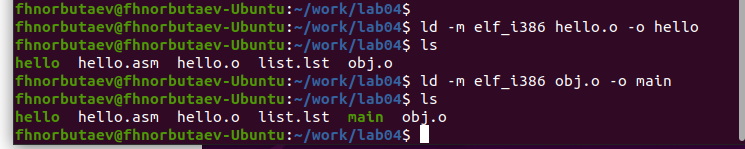 fhnorbutaev@fhnorbutaev-Ubuntu:~/work/lab04$
fhnorbutaev@fhnorbutaev-Ubuntu:~/work/lab04$ ld -m elf_i386 hello.o -o hello
fhnorbutaev@fhnorbutaev-Ubuntu:~/work/lab04$ ls
hello  hello.asm  hello.o  list.lst  obj.o
fhnorbutaev@fhnorbutaev-Ubuntu:~/work/lab04$ ld -m elf_i386 obj.o -o main
fhnorbutaev@fhnorbutaev-Ubuntu:~/work/lab04$ ls
hello  hello.asm  hello.o  list.lst  main  obj.o
fhnorbutaev@fhnorbutaev-Ubuntu:~/work/lab04$